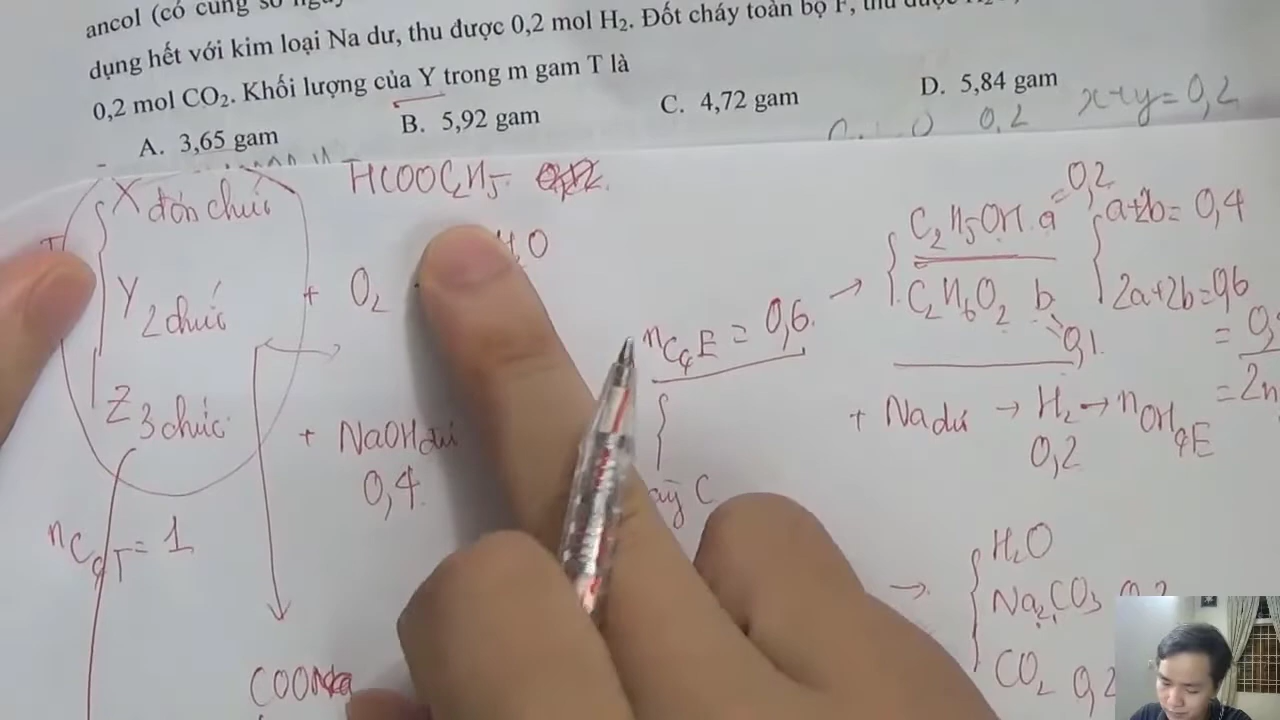 ancol (có cùng số
dụng hết với kim loại Na dư, thu được 0,2 mol H₂. Đốt cháy toàn bộ F, thu được
0,2 mol CO₂. Khối lượng của Y trong m gam T là
A. 3,65 gam B. 5,92 gam C. 4,72 gam D. 5,84 gam
0,2 x+y=0,2
X đơn chức HCOOC₂H₅
T Y 2 chức + O₂
Z 3 chức + NaOH dư
0,4
nC₍T₎ = 1
COONa
nCE = 0,6 → C₂H₅OH a = 0,2 a+2b = 0,4
C₂H₆O₂ b 0,1 2a+2b = 0,6
+ Na dư → H₂ → nOH E
0,2
C
→ H₂O
Na₂CO₃
CO₂ 0,2